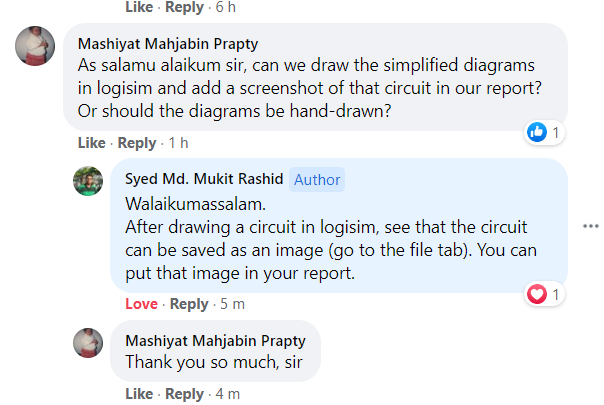 Like · Reply · 6 h
Mashiyat Mahjabin Prapty
As salamu alaikum sir, can we draw the simplified diagrams
in logisim and add a screenshot of that circuit in our report?
Or should the diagrams be hand-drawn?
1
Like · Reply · 1 h
Syed Md. Mukit Rashid Author
Walaikumassalam.
After drawing a circuit in logisim, see that the circuit
can be saved as an image (go to the file tab). You can
put that image in your report.
1
Love · Reply · 5 m
Mashiyat Mahjabin Prapty
Thank you so much, sir
Like · Reply · 4 m